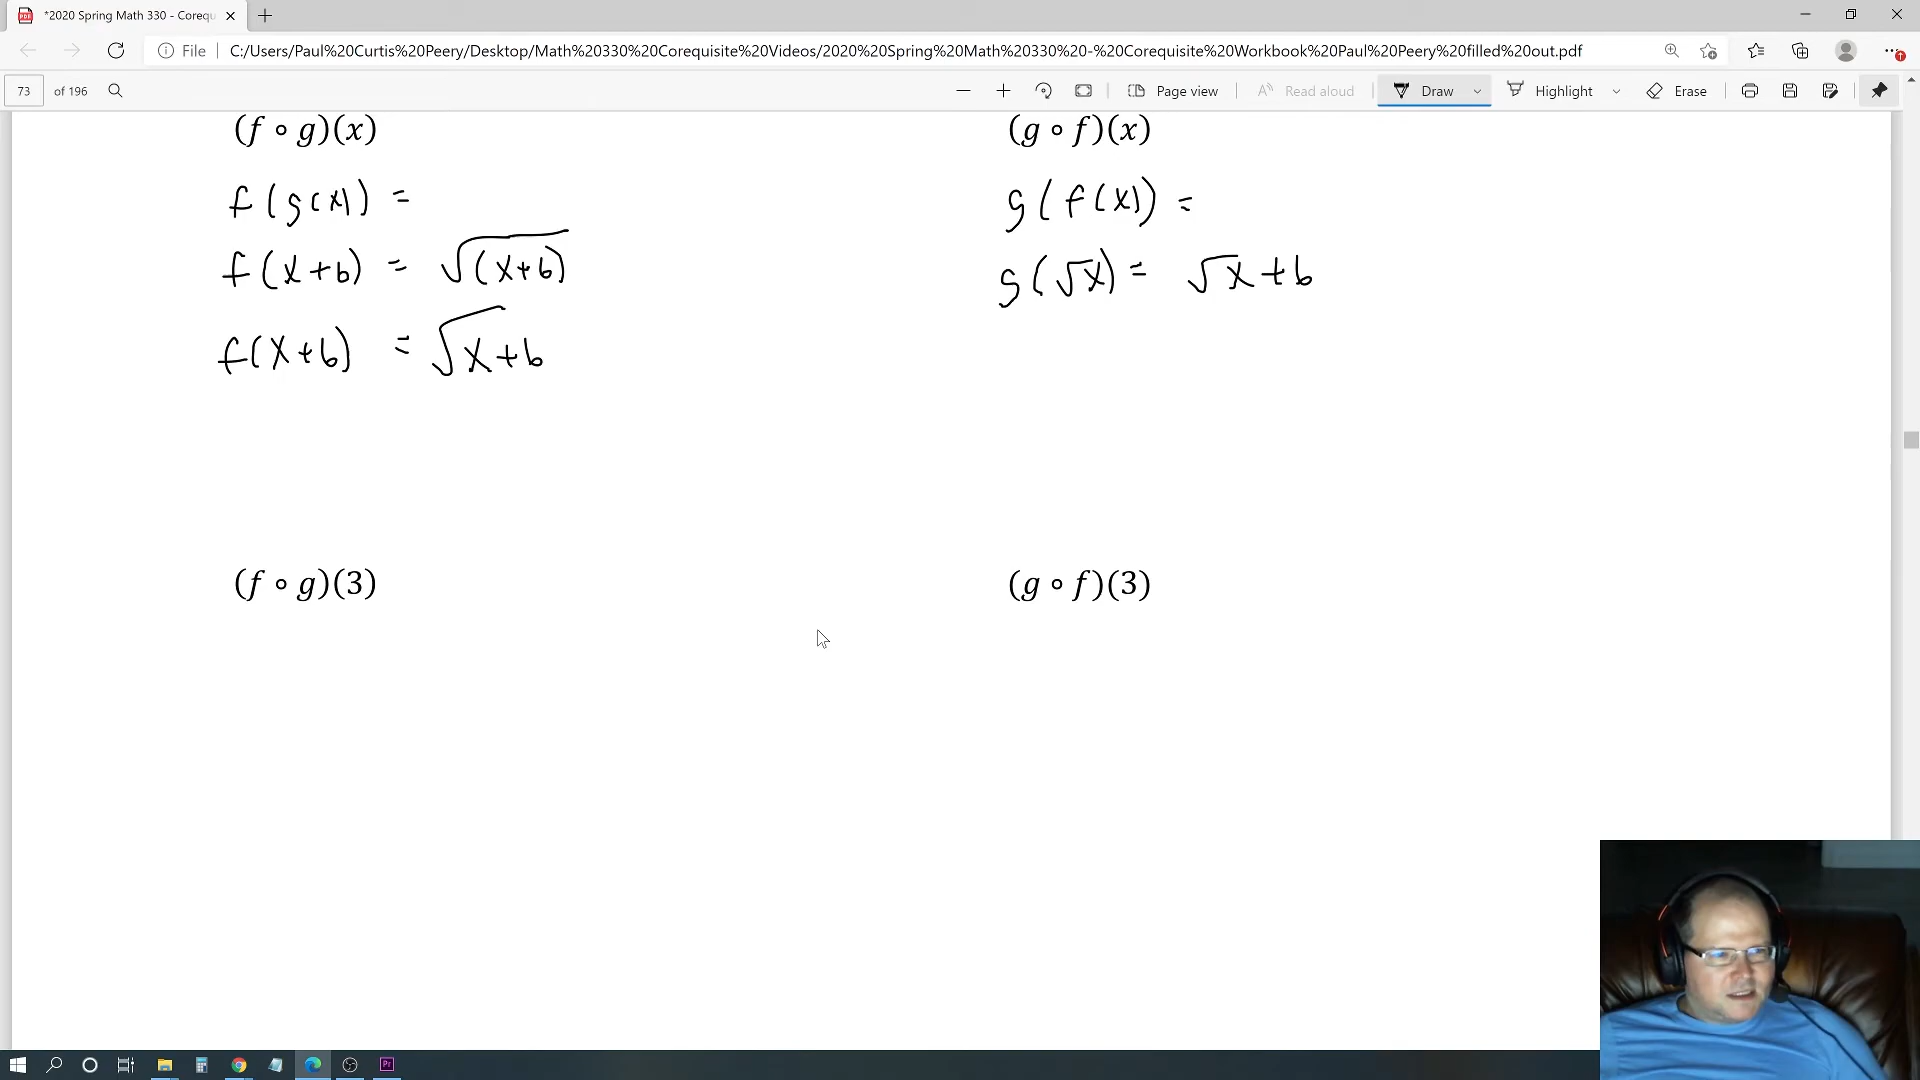 *2020 Spring Math 330 - Corequ
File C:/Users/Paul%20Curtis%20Peery/Desktop/Math%20330%20Corequisite%20Videos/2020%20Spring%20Math%20330%20-%20Corequisite%20Workbook%20Paul%20Peery%20filled%20out.pdf
73 of 196 Page view Read aloud Draw Highlight Erase
(f ∘ g)(x)
f(g(x)) =
f(x+6) = √(x+6)
f(x+6) = √x+6
(g ∘ f)(x)
g(f(x)) =
g(√x) = √x+6
(f ∘ g)(3)
(g ∘ f)(3)
Pr